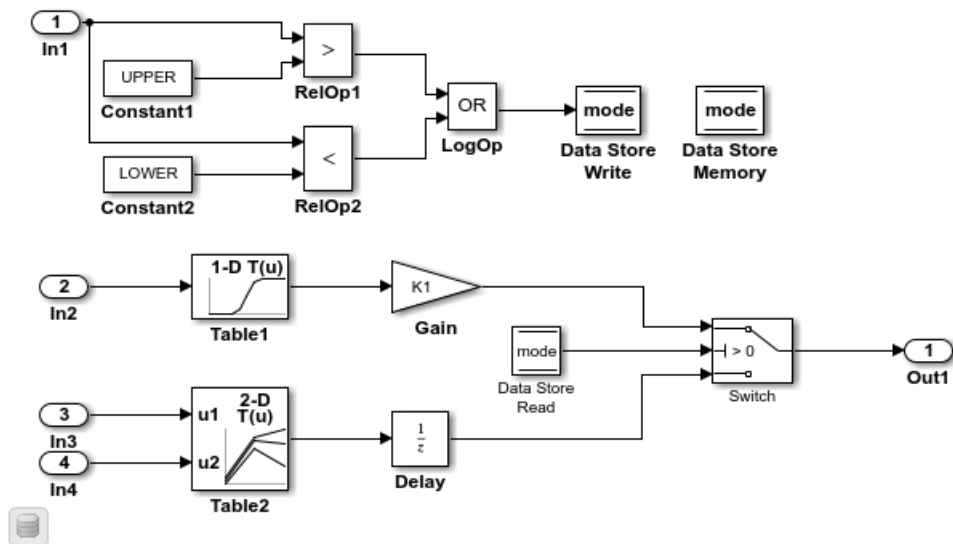 1
In1
UPPER
Constant1
>
RelOp1
LOWER
Constant2
<
RelOp2
OR
LogOp
mode
Data Store
Write
mode
Data Store
Memory
2
In2
1-D T(u)
Table1
K1
Gain
mode
Data Store
Read
> 0
Switch
1
Out1
3
In3
4
In4
u1
u2
2-D
T(u)
Table2
1
z
Delay